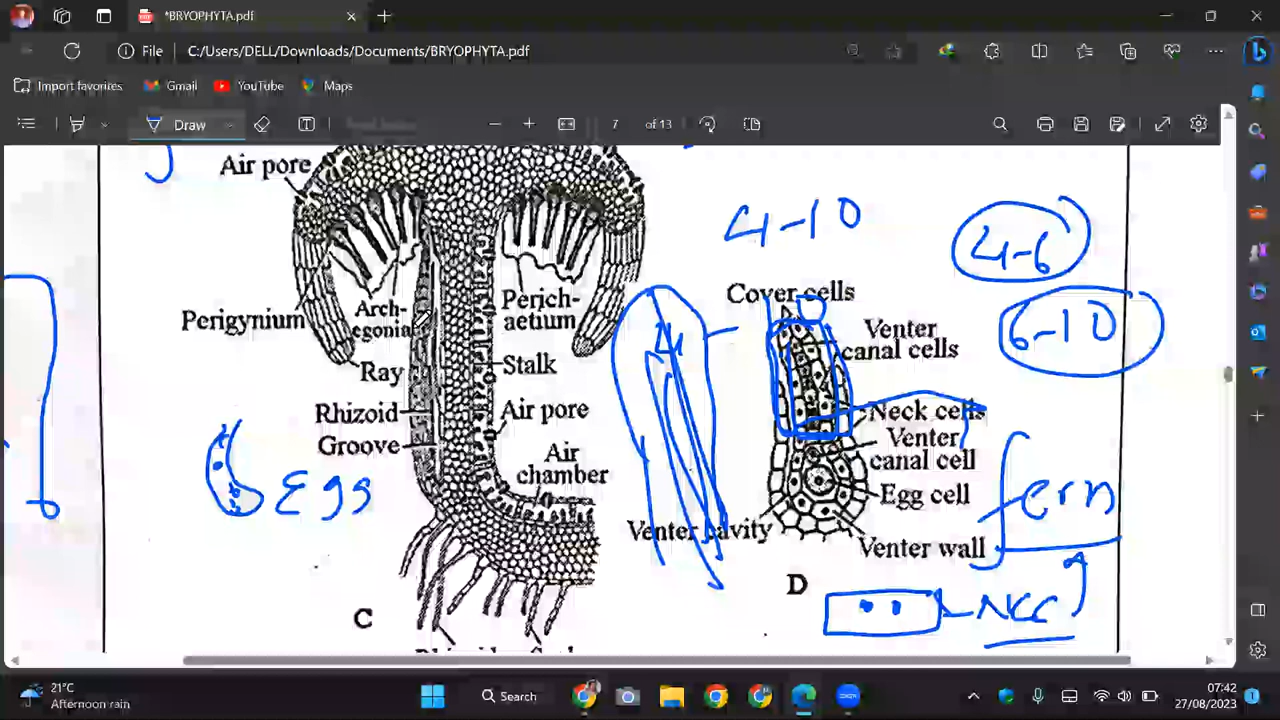 *BRYOPHYTA.pdf
File
C:/Users/DELL/Downloads/Documents/BRYOPHYTA.pdf
Import favorites
Gmail
YouTube
Maps
Draw
7
of 13
Air pore
4-10
4-6
Cover cells
Perigynium
Arch-
egonia
Perich-
aetium
Venter
canal cells
6-10
Ray
Stalk
Rhizoid
Air pore
Neck cells
Groove
Air
chamber
Venter
canal cell
Egg
Egg cell
fern
Venter cavity
Venter wall
D
NCC
C
21°C
Afternoon rain
Search
07:42
27/08/2023